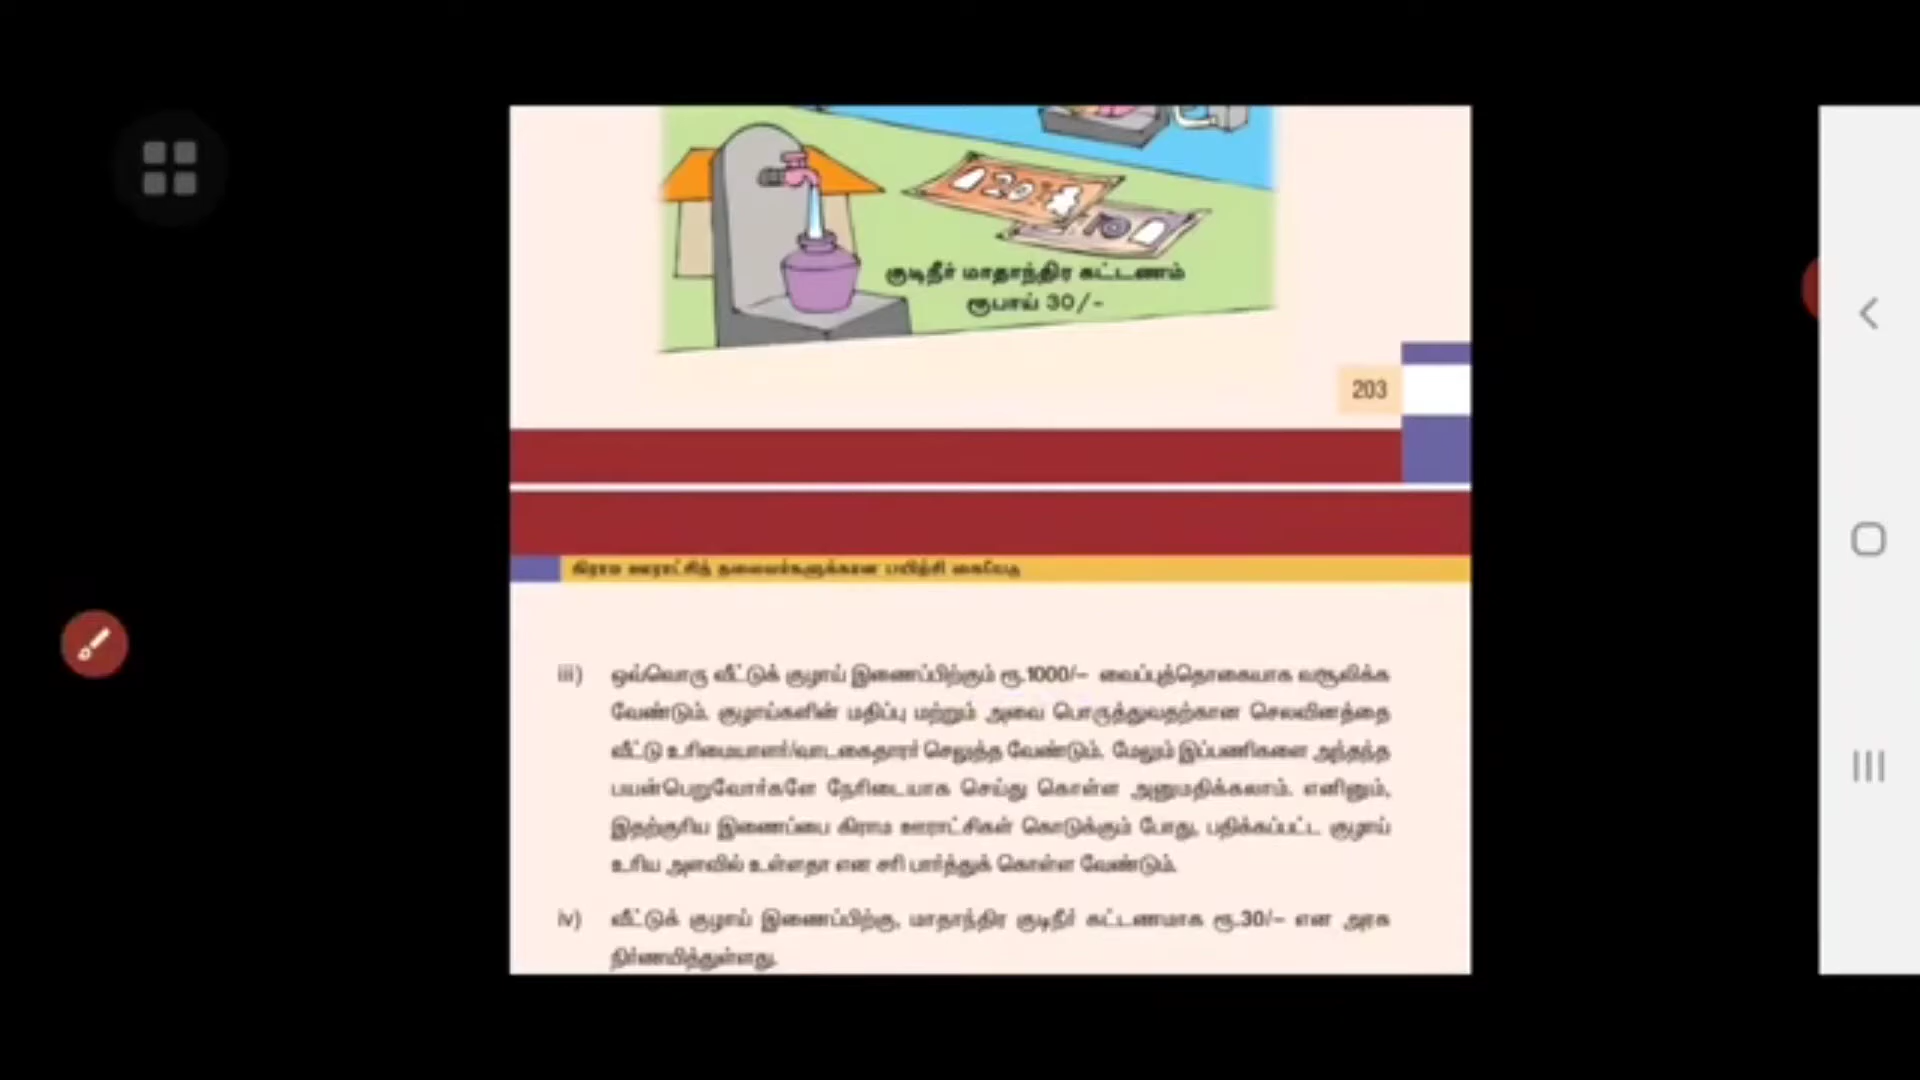 20
குடிநீர் மாதாந்திர கட்டணம்
ரூபாய் 30/-
203
கிராம ஊராட்சித் தலைவர்களுக்கான பயிற்சி கையேடு
iii) ஒவ்வொரு வீட்டுக் குழாய் இணைப்பிற்கும் ரூ.1000/- வைப்புத்தொகையாக வசூலிக்க
வேண்டும். குழாய்களின் மதிப்பு மற்றும் அவை பொருத்துவதற்கான செலவினத்தை
வீட்டு உரிமையாளர்/வாடகைதாரர் செலுத்த வேண்டும். மேலும் இப்பணிகளை அந்தந்த
பயன்பெறுவோர்களே நேரிடையாக செய்து கொள்ள அனுமதிக்கலாம். எனினும்,
இதற்குரிய இணைப்பை கிராம ஊராட்சிகள் கொடுக்கும் போது, பதிக்கப்பட்ட குழாய்
உரிய அளவில் உள்ளதா என சரி பார்த்துக் கொள்ள வேண்டும்.
iv) வீட்டுக் குழாய் இணைப்பிற்கு, மாதாந்திர குடிநீர் கட்டணமாக ரூ.30/- என அரசு
நிர்ணயித்துள்ளது.